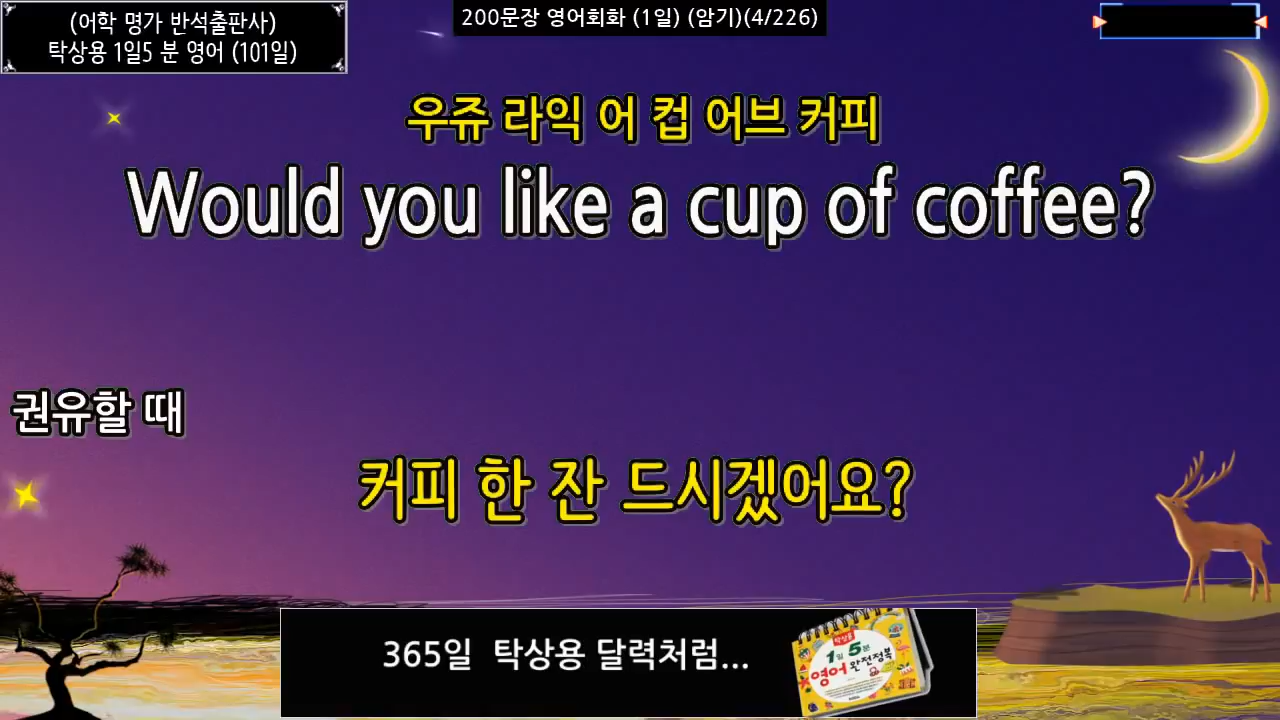 (어학 명가 반석출판사)
탁상용 1일5 분 영어 (101일)
200문장 영어회화 (1일) (암기)(4/226)
우쥬 라익 어 컵 어브 커피
Would you like a cup of coffee?
권유할 때
커피 한 잔 드시겠어요?
365일 탁상용 달력처럼...
탁상용
1일 5분
영어 완전정복